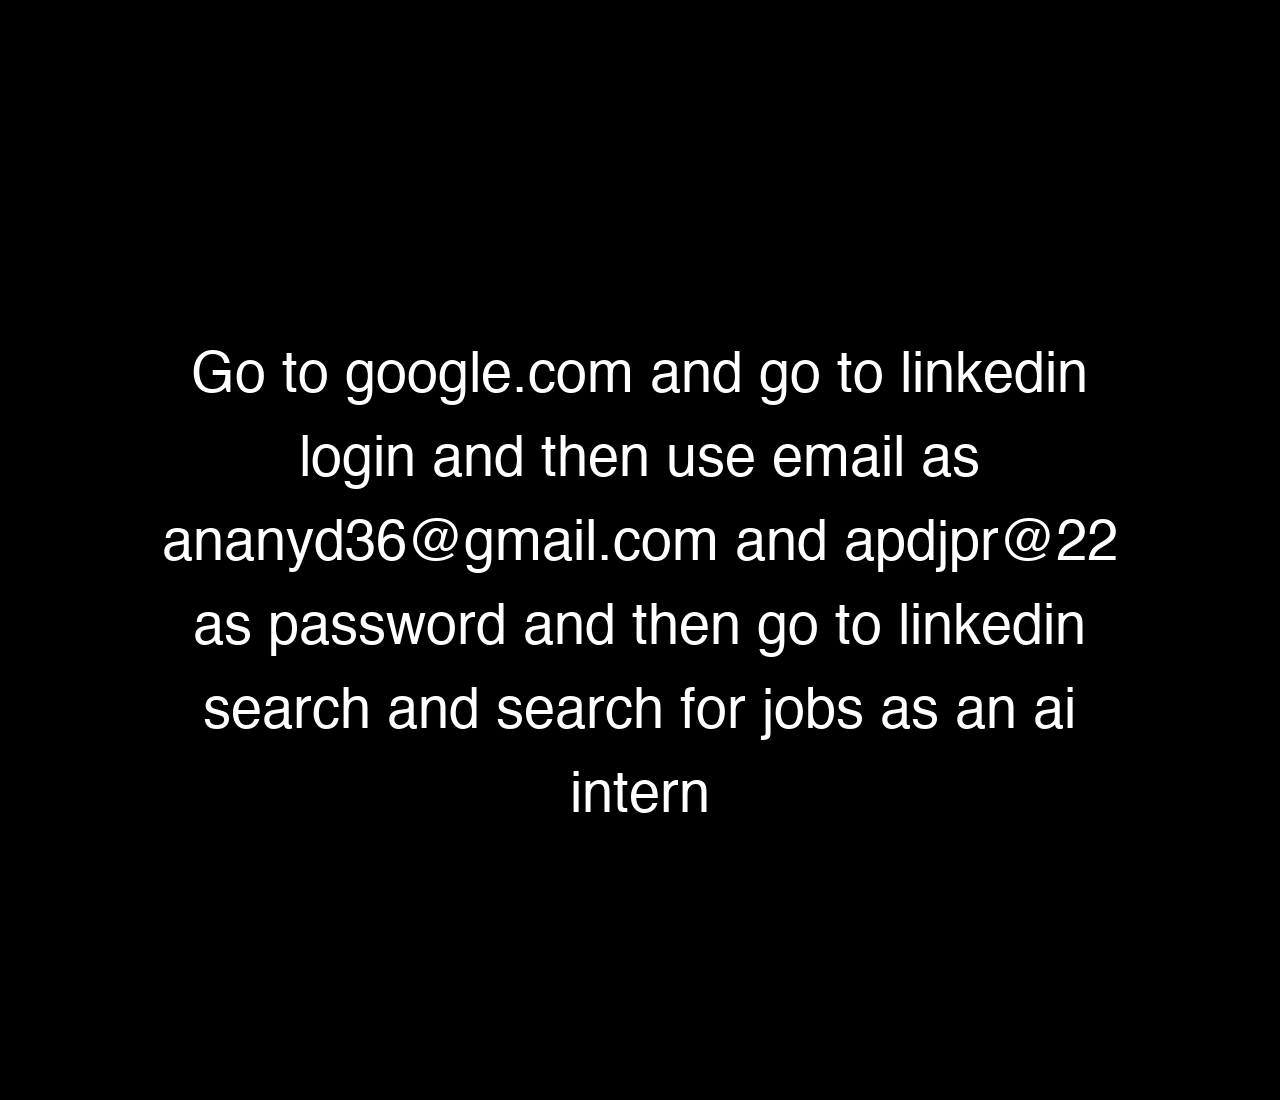 Go to google.com and go to linkedin
login and then use email as
ananyd36@gmail.com and apdjpr@22
as password and then go to linkedin
search and search for jobs as an ai
intern